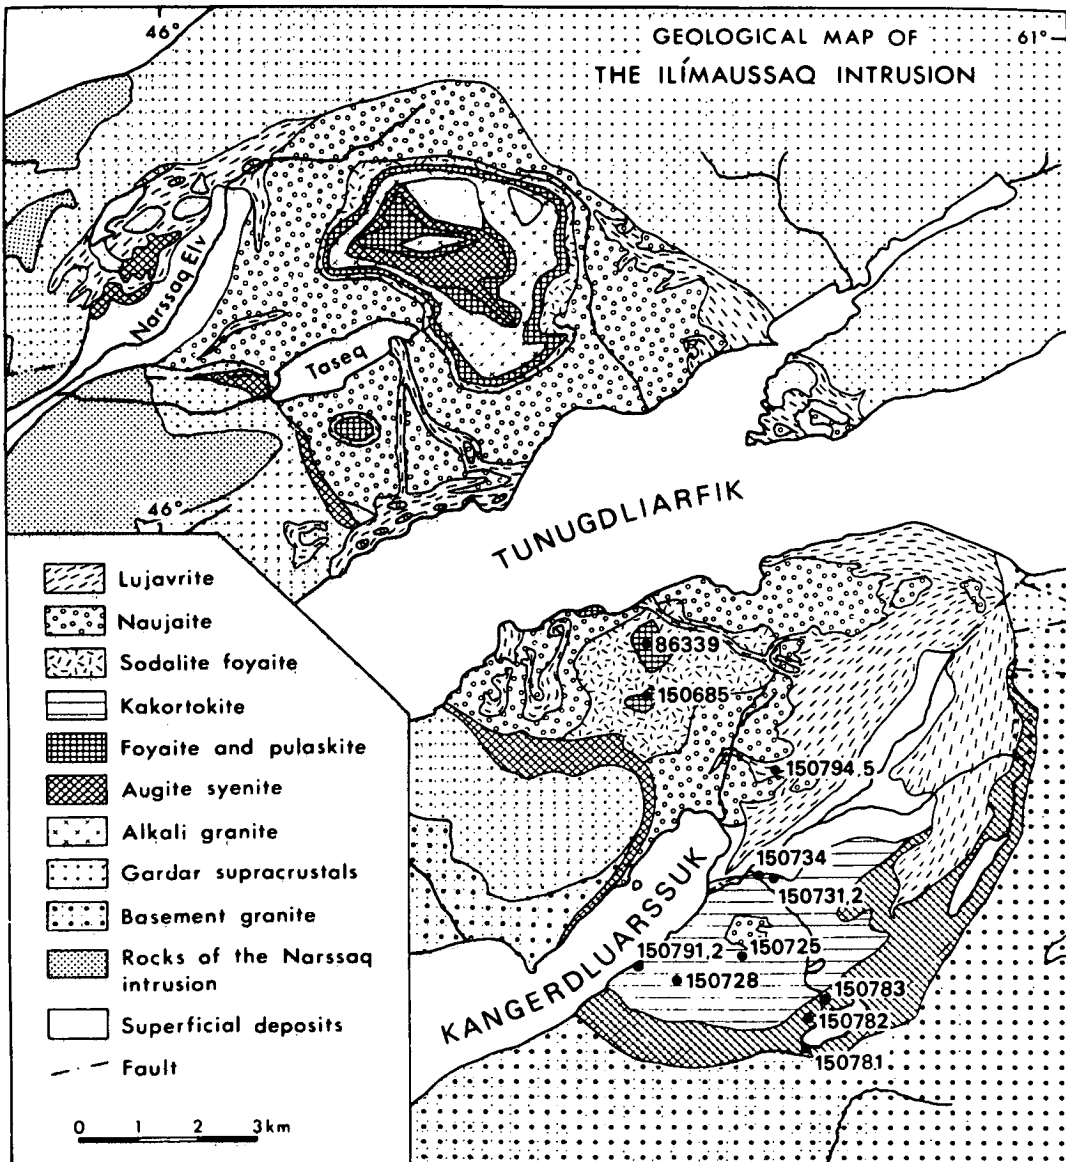 46°
GEOLOGICAL MAP OF
61°
THE ILÍMAUSSAQ INTRUSION
Narssaq Elv
Taseq
46°
TUNUGDLIARFIK
Lujavrite
Naujaite
Sodalite foyaite
Kakortokite
Foyaite and pulaskite
Augite syenite
Alkali granite
Gardar supracrustals
Basement granite
Rocks of the Narssaq
intrusion
Superficial deposits
Fault
0 1 2 3 km
86339
150685
150794,5
150734
150731,2
150725
150791,2
150728
150783
150782
150781
KANGERDLUARSSUK